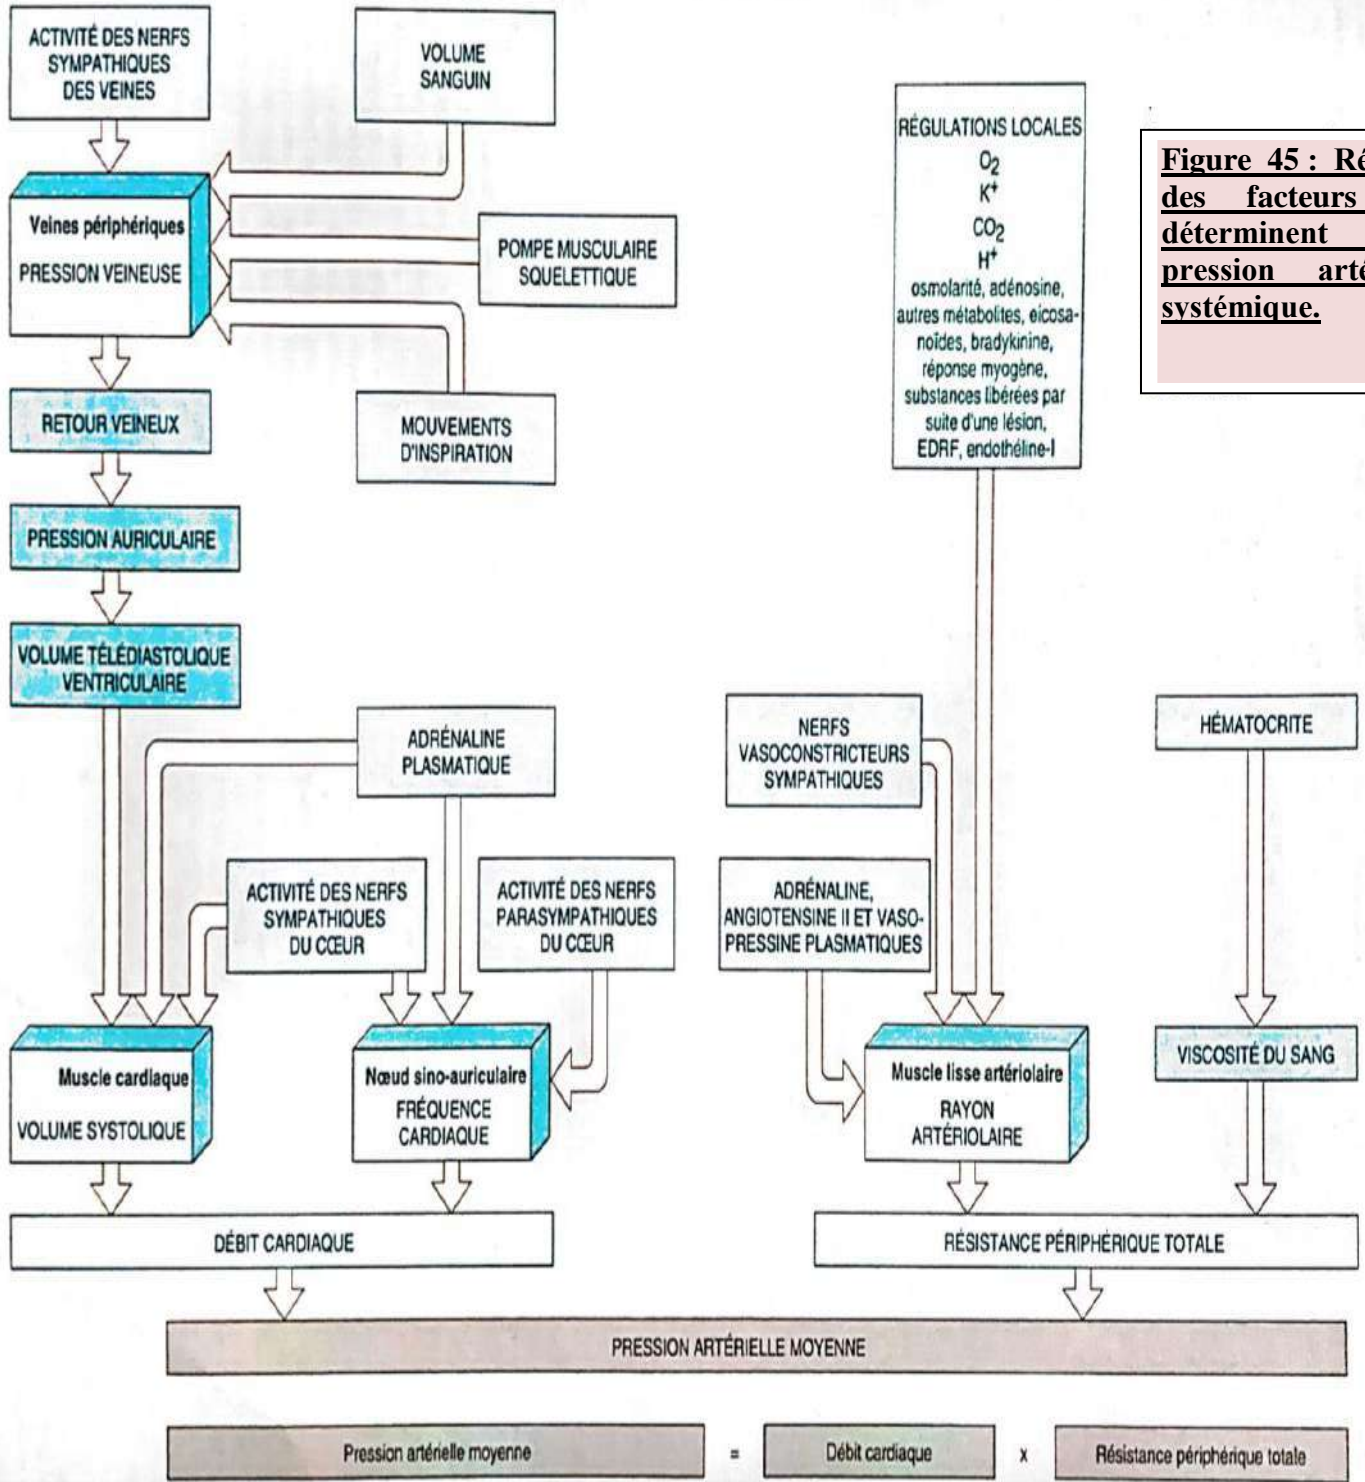 ACTIVITÉ DES NERFS
SYMPATHIQUES
DES VEINES
VOLUME
SANGUIN
RÉGULATIONS LOCALES
O₂
K⁺
CO₂
H⁺
osmolarité, adénosine,
autres métabolites, eicosa-
noïdes, bradykinine,
réponse myogène,
substances libérées par
suite d'une lésion,
EDRF, endothéline-I
Figure 45 : Ré
des facteurs
déterminent
pression arté
systémique.
Veines périphériques
PRESSION VEINEUSE
POMPE MUSCULAIRE
SQUELETTIQUE
RETOUR VEINEUX
MOUVEMENTS
D'INSPIRATION
PRESSION AURICULAIRE
VOLUME TÉLÉDIASTOLIQUE
VENTRICULAIRE
ADRÉNALINE
PLASMATIQUE
NERFS
VASOCONSTRICTEURS
SYMPATHIQUES
HÉMATOCRITE
ACTIVITÉ DES NERFS
SYMPATHIQUES
DU CŒUR
ACTIVITÉ DES NERFS
PARASYMPATHIQUES
DU CŒUR
ADRÉNALINE,
ANGIOTENSINE II ET VASO-
PRESSINE PLASMATIQUES
Muscle cardiaque
VOLUME SYSTOLIQUE
Nœud sino-auriculaire
FRÉQUENCE
CARDIAQUE
Muscle lisse artériolaire
RAYON
ARTÉRIOLAIRE
VISCOSITÉ DU SANG
DÉBIT CARDIAQUE
RÉSISTANCE PÉRIPHÉRIQUE TOTALE
PRESSION ARTÉRIELLE MOYENNE
Pression artérielle moyenne = Débit cardiaque x Résistance périphérique totale